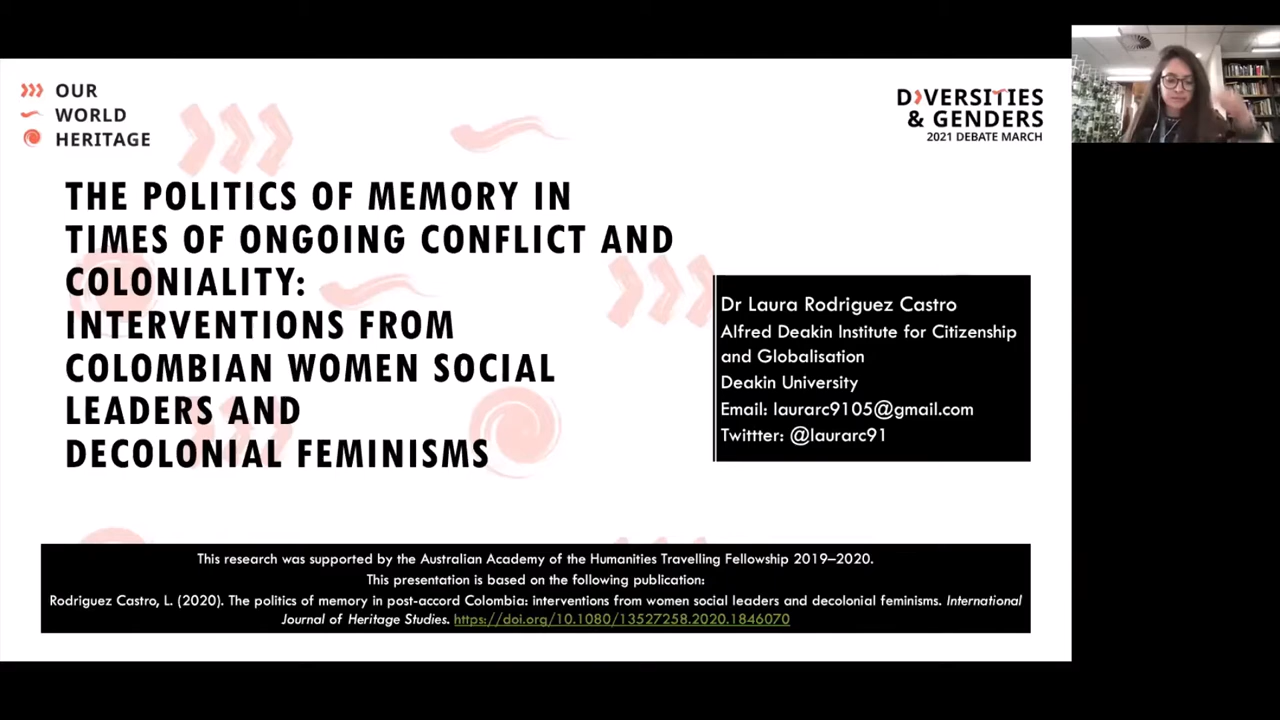 OUR
WORLD
HERITAGE
DIVERSITIES
& GENDERS
2021 DEBATE MARCH
THE POLITICS OF MEMORY IN
TIMES OF ONGOING CONFLICT AND
COLONIALITY:
INTERVENTIONS FROM
COLOMBIAN WOMEN SOCIAL
LEADERS AND
DECOLONIAL FEMINISMS
Dr Laura Rodriguez Castro
Alfred Deakin Institute for Citizenship
and Globalisation
Deakin University
Email: laurarc9105@gmail.com
Twittter: @laurarc91
This research was supported by the Australian Academy of the Humanities Travelling Fellowship 2019–2020.
This presentation is based on the following publication:
Rodriguez Castro, L. (2020). The politics of memory in post-accord Colombia: interventions from women social leaders and decolonial feminisms. International
Journal of Heritage Studies. https://doi.org/10.1080/13527258.2020.1846070